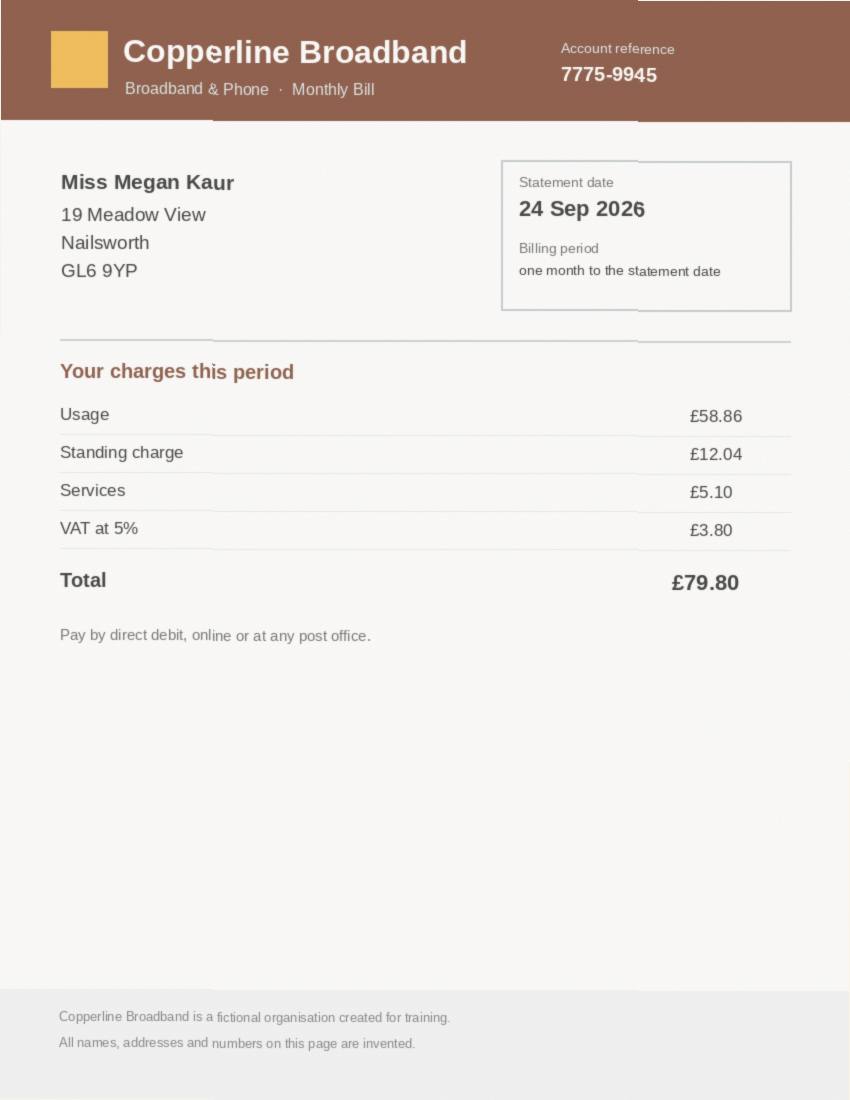 Copperline Broadband
Broadband & Phone · Monthly Bill
Account reference
7775-9945
Miss Megan Kaur
19 Meadow View
Nailsworth
GL6 9YP
Statement date
24 Sep 2026
Billing period
one month to the statement date
Your charges this period
Usage £58.86
Standing charge £12.04
Services £5.10
VAT at 5% £3.80
Total £79.80
Pay by direct debit, online or at any post office.
Copperline Broadband is a fictional organisation created for training.
All names, addresses and numbers on this page are invented.